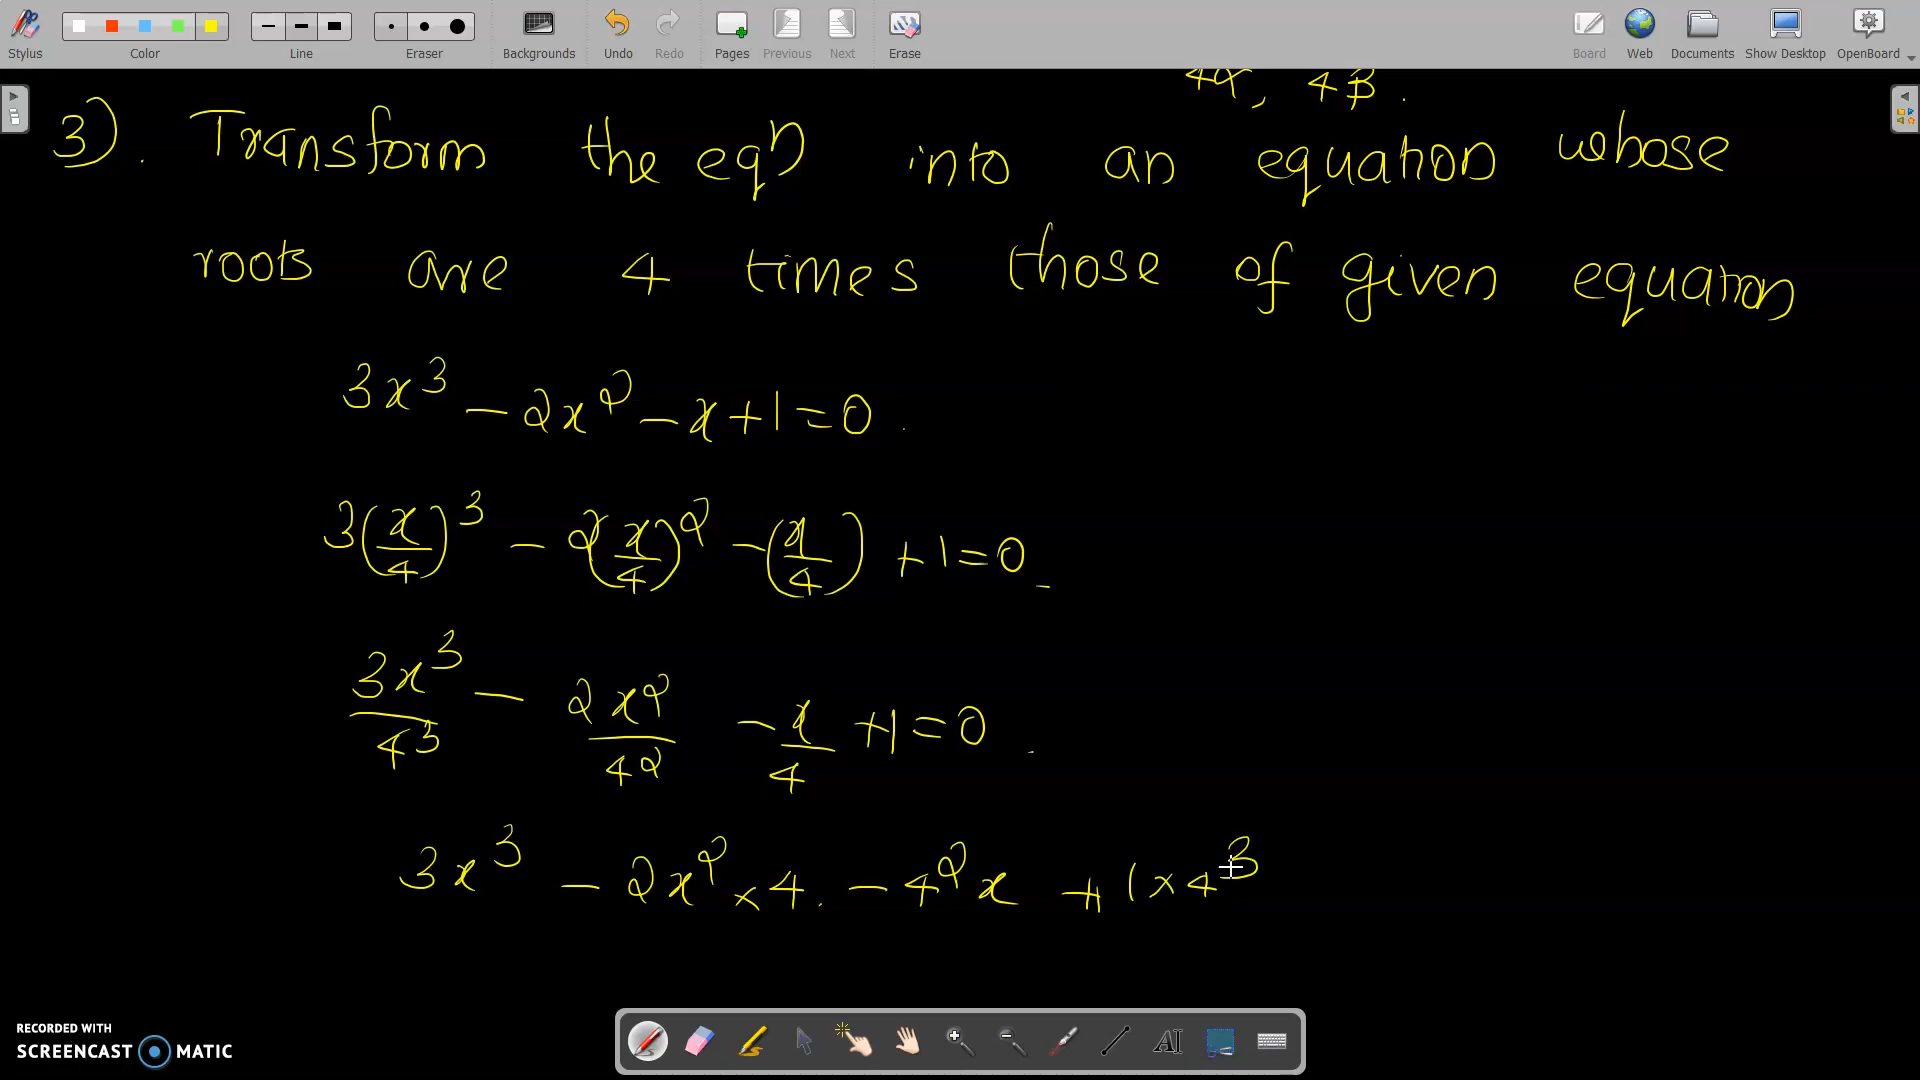 Stylus Color Line Eraser Backgrounds Undo Redo Pages Previous Next Erase Board Web Documents Show Desktop OpenBoard
4α, 4β.
3). Transform the eqn into an equation whose
roots are 4 times those of given equation
3x³ - 2x² - x + 1 = 0.
3(x/4)³ - 2(x/4)² - (x/4) + 1 = 0
3x³/4³ - 2x²/4² - x/4 + 1 = 0.
3x³ - 2x² × 4. - 4²x + 1 × 4³
RECORDED WITH
SCREENCAST MATIC